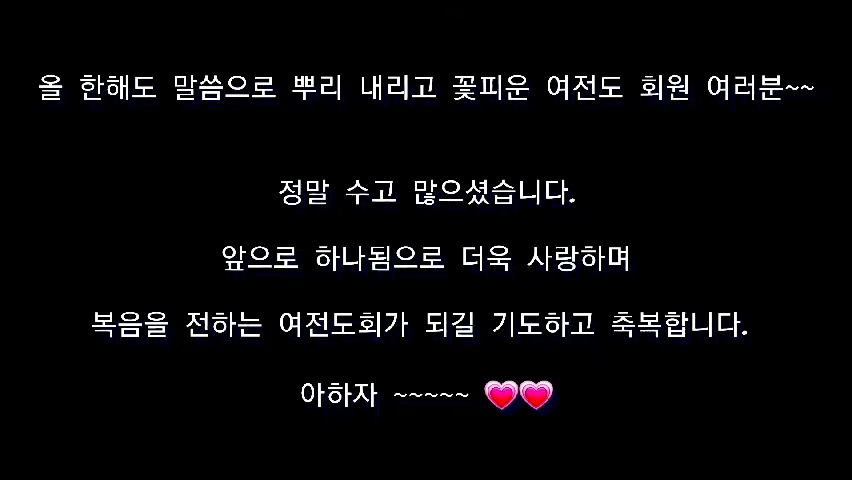 올 한해도 말씀으로 뿌리 내리고 꽃피운 여전도 회원 여러분~~
정말 수고 많으셨습니다.
앞으로 하나됨으로 더욱 사랑하며
복음을 전하는 여전도회가 되길 기도하고 축복합니다.
아하자 ~~~~~ 💗💗